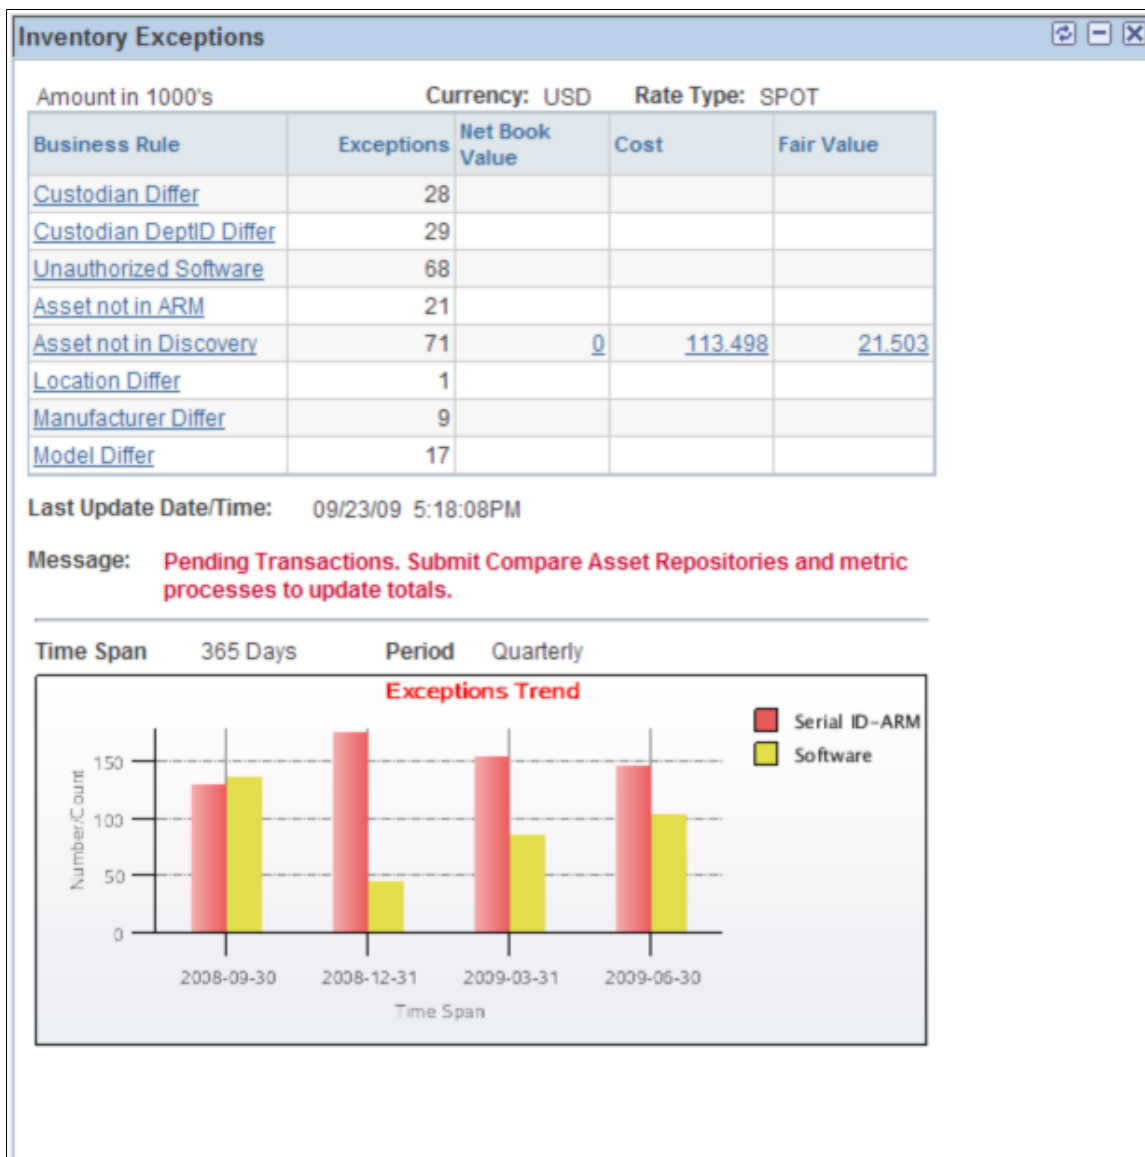 Inventory Exceptions
Amount in 1000's Currency: USD Rate Type: SPOT
Business Rule Exceptions Net Book Value Cost Fair Value
Custodian Differ 28
Custodian DeptID Differ 29
Unauthorized Software 68
Asset not in ARM 21
Asset not in Discovery 71 0 113.498 21.503
Location Differ 1
Manufacturer Differ 9
Model Differ 17
Last Update Date/Time: 09/23/09 5:18:08PM
Message: Pending Transactions. Submit Compare Asset Repositories and metric
processes to update totals.
Time Span 365 Days Period Quarterly
Exceptions Trend
Serial ID-ARM
Software
Number/Count
150
100
50
0
2008-09-30 2008-12-31 2009-03-31 2009-06-30
Time Span